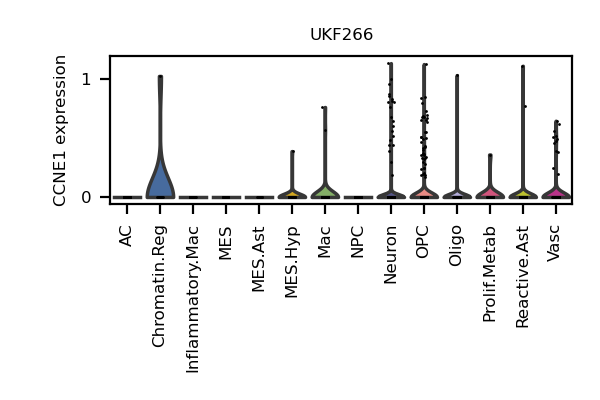 UKF266
CCNE1 expression
1
0
AC
Chromatin.Reg
Inflammatory.Mac
MES
MES.Ast
MES.Hyp
Mac
NPC
Neuron
OPC
Oligo
Prolif.Metab
Reactive.Ast
Vasc